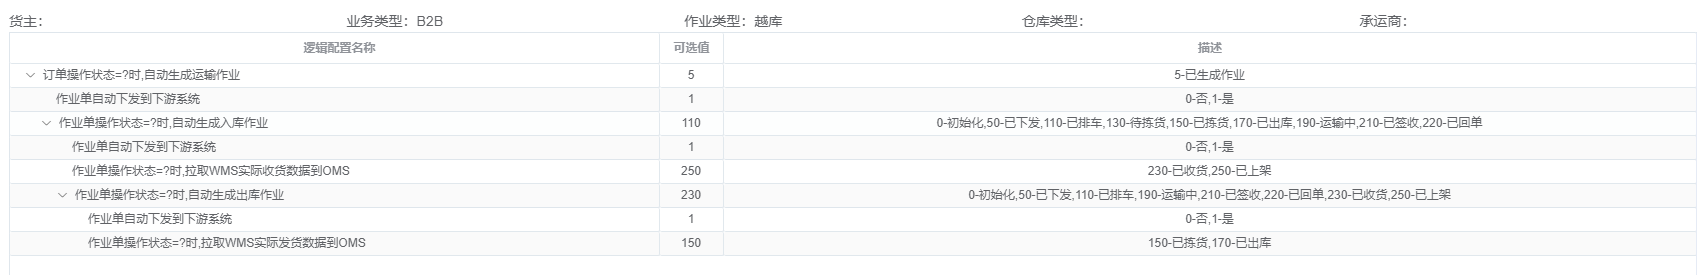 货主： 业务类型：B2B 作业类型：越库 仓库类型： 承运商：
逻辑配置名称 可选值 描述
订单操作状态=?时,自动生成运输作业 5 5-已生成作业
作业单自动下发到下游系统 1 0-否,1-是
作业单操作状态=?时,自动生成入库作业 110 0-初始化,50-已下发,110-已排车,130-待拣货,150-已拣货,170-已出库,190-运输中,210-已签收,220-已回单
作业单自动下发到下游系统 1 0-否,1-是
作业单操作状态=?时,拉取WMS实际收货数据到OMS 250 230-已收货,250-已上架
作业单操作状态=?时,自动生成出库作业 230 0-初始化,50-已下发,110-已排车,190-运输中,210-已签收,220-已回单,230-已收货,250-已上架
作业单自动下发到下游系统 1 0-否,1-是
作业单操作状态=?时,拉取WMS实际发货数据到OMS 150 150-已拣货,170-已出库